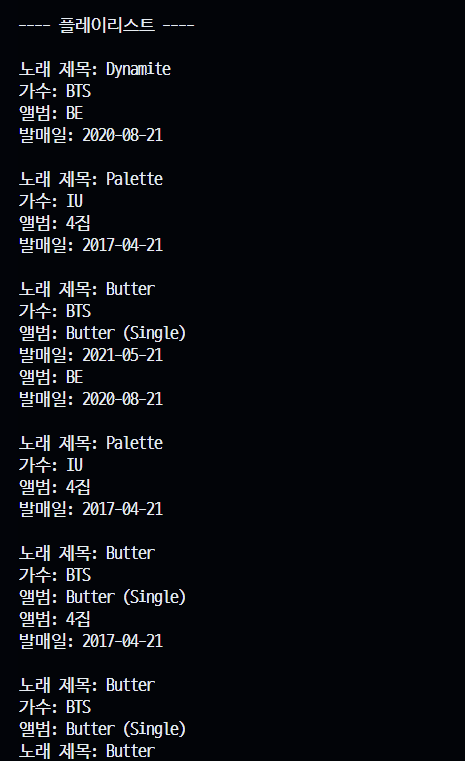 ---- 플레이리스트 ----
노래 제목: Dynamite
가수: BTS
앨범: BE
발매일: 2020-08-21
노래 제목: Palette
가수: IU
앨범: 4집
발매일: 2017-04-21
노래 제목: Butter
가수: BTS
앨범: Butter (Single)
발매일: 2021-05-21
앨범: BE
발매일: 2020-08-21
노래 제목: Palette
가수: IU
앨범: 4집
발매일: 2017-04-21
노래 제목: Butter
가수: BTS
앨범: Butter (Single)
앨범: 4집
발매일: 2017-04-21
노래 제목: Butter
가수: BTS
앨범: Butter (Single)
노래 제목: Butter